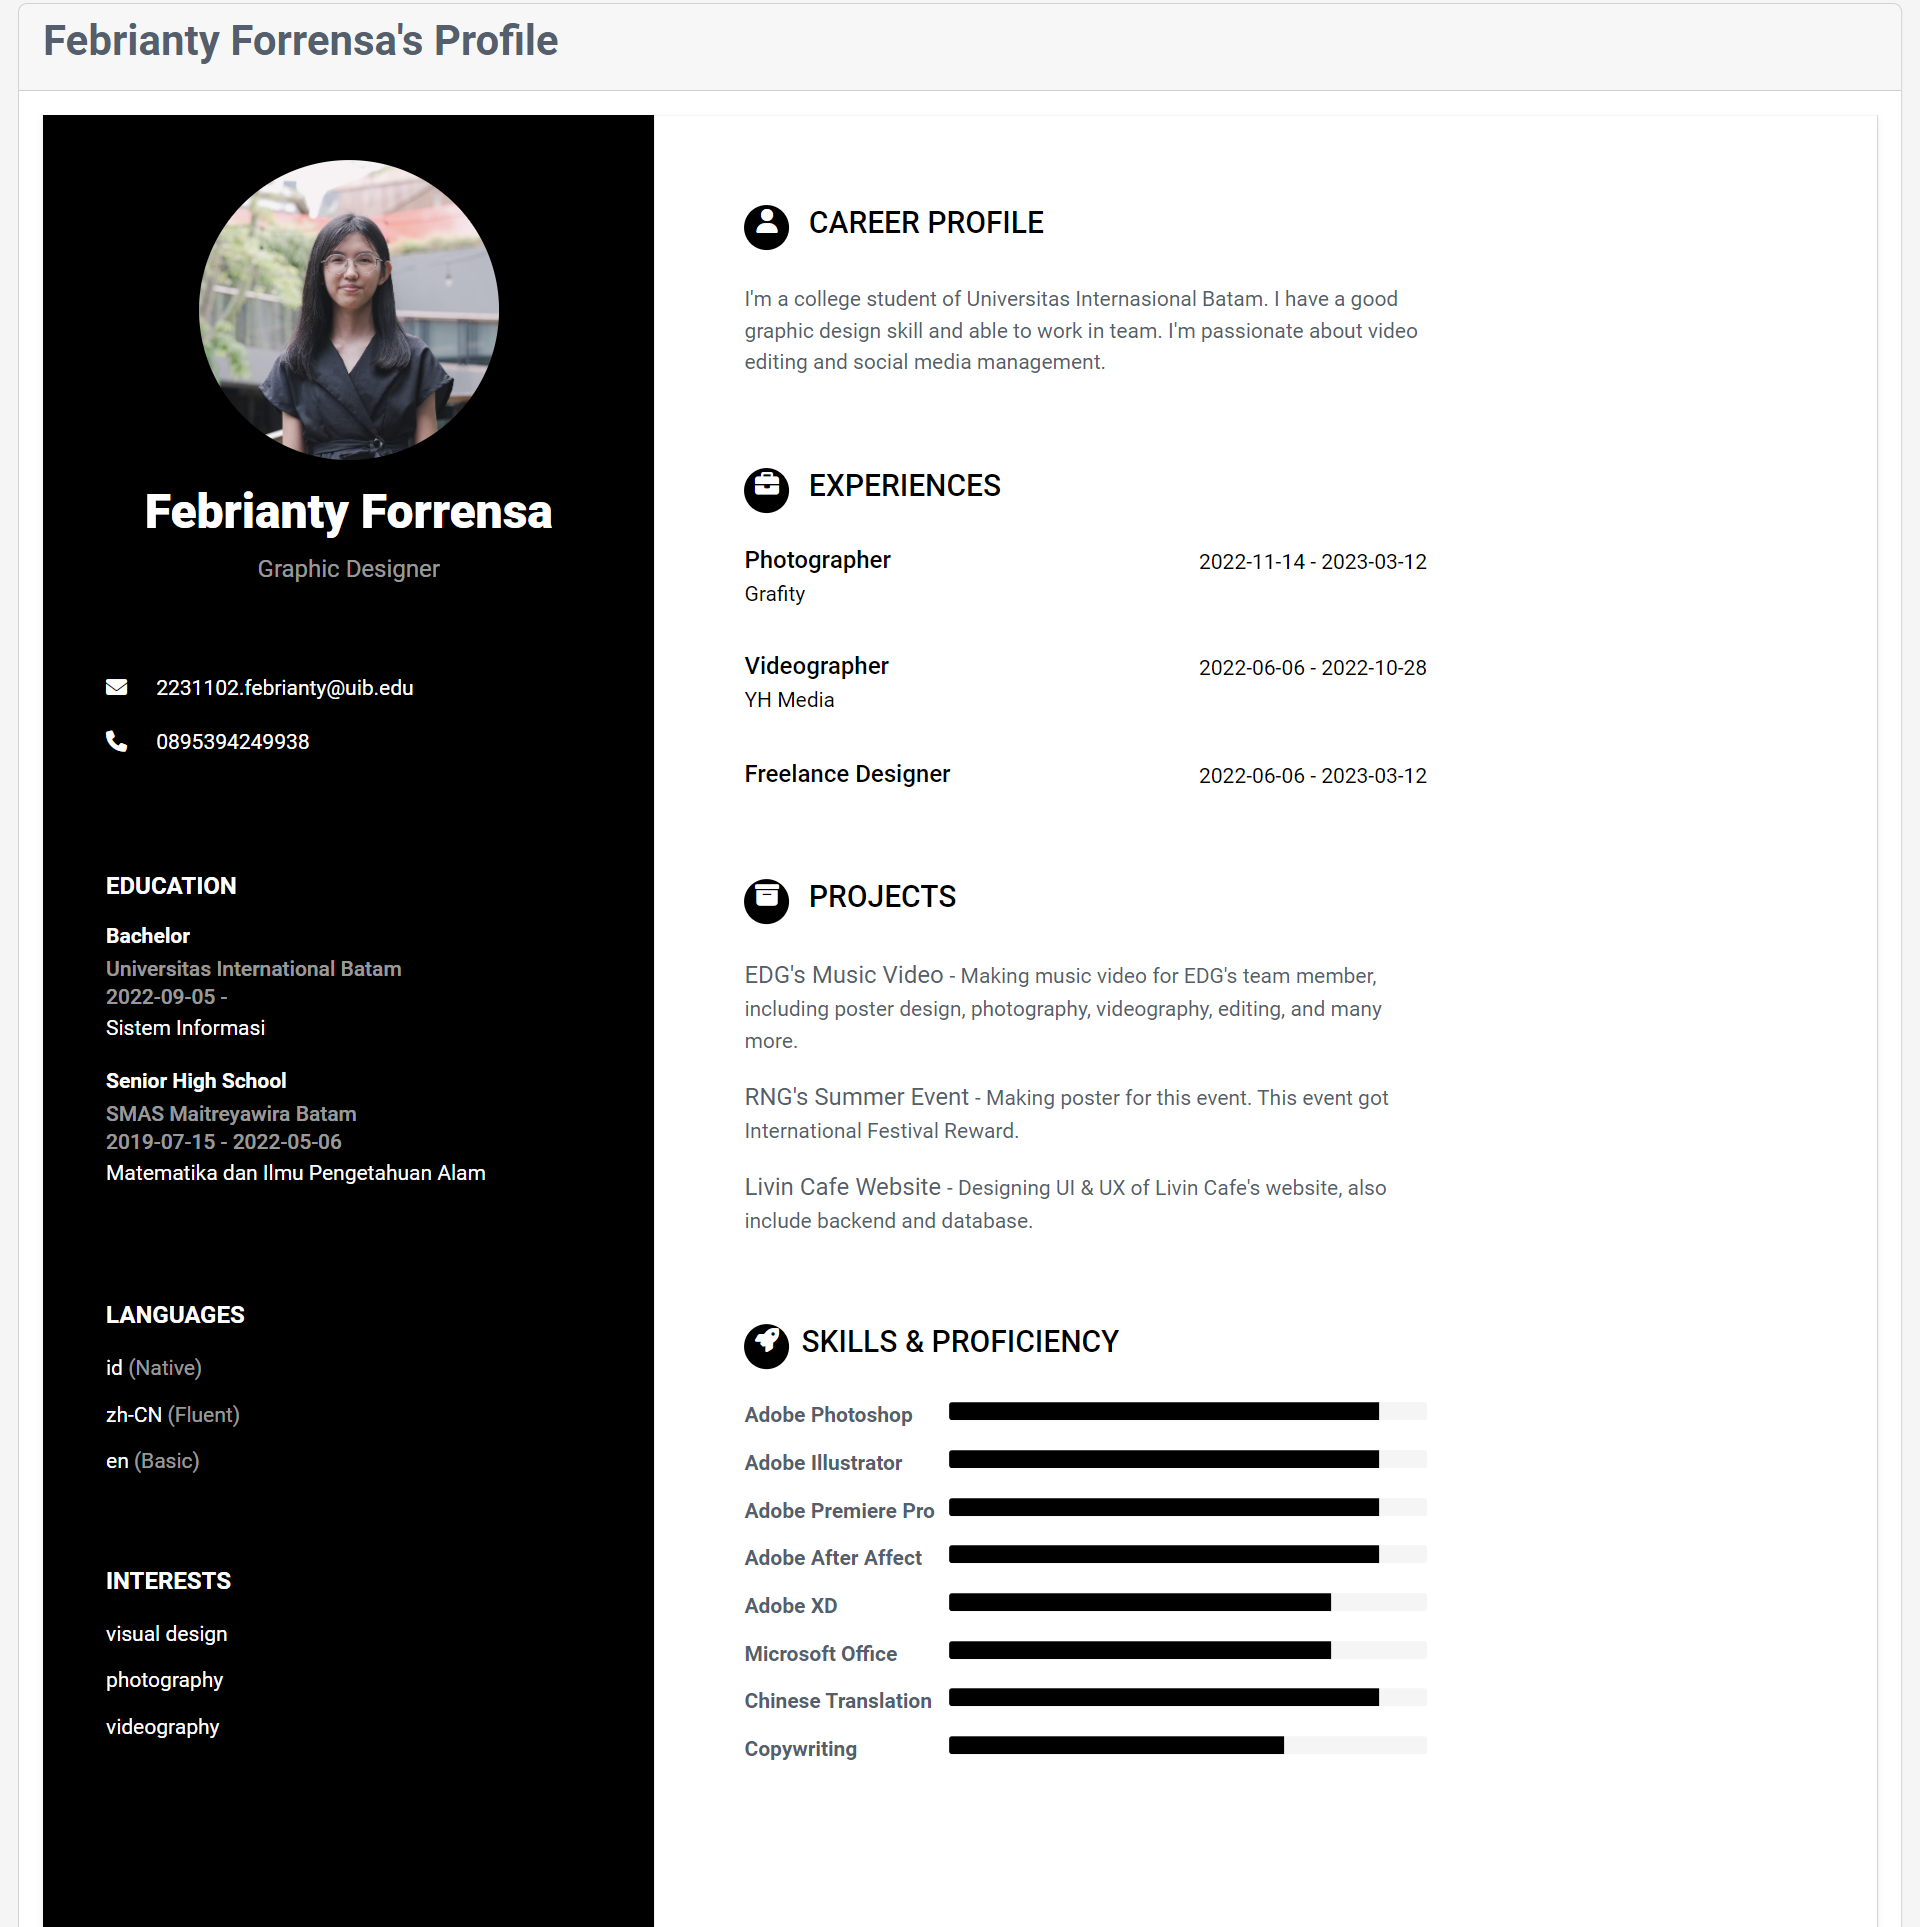 Febrianty Forrensa's Profile
Febrianty Forrensa
Graphic Designer
2231102.febrianty@uib.edu
0895394249938
EDUCATION
Bachelor
Universitas International Batam
2022-09-05 -
Sistem Informasi
Senior High School
SMAS Maitreyawira Batam
2019-07-15 - 2022-05-06
Matematika dan Ilmu Pengetahuan Alam
LANGUAGES
id (Native)
zh-CN (Fluent)
en (Basic)
INTERESTS
visual design
photography
videography
CAREER PROFILE
I'm a college student of Universitas Internasional Batam. I have a good
graphic design skill and able to work in team. I'm passionate about video
editing and social media management.
EXPERIENCES
Photographer 2022-11-14 - 2023-03-12
Grafity
Videographer 2022-06-06 - 2022-10-28
YH Media
Freelance Designer 2022-06-06 - 2023-03-12
PROJECTS
EDG's Music Video - Making music video for EDG's team member,
including poster design, photography, videography, editing, and many
more.
RNG's Summer Event - Making poster for this event. This event got
International Festival Reward.
Livin Cafe Website - Designing UI & UX of Livin Cafe's website, also
include backend and database.
SKILLS & PROFICIENCY
Adobe Photoshop
Adobe Illustrator
Adobe Premiere Pro
Adobe After Affect
Adobe XD
Microsoft Office
Chinese Translation
Copywriting